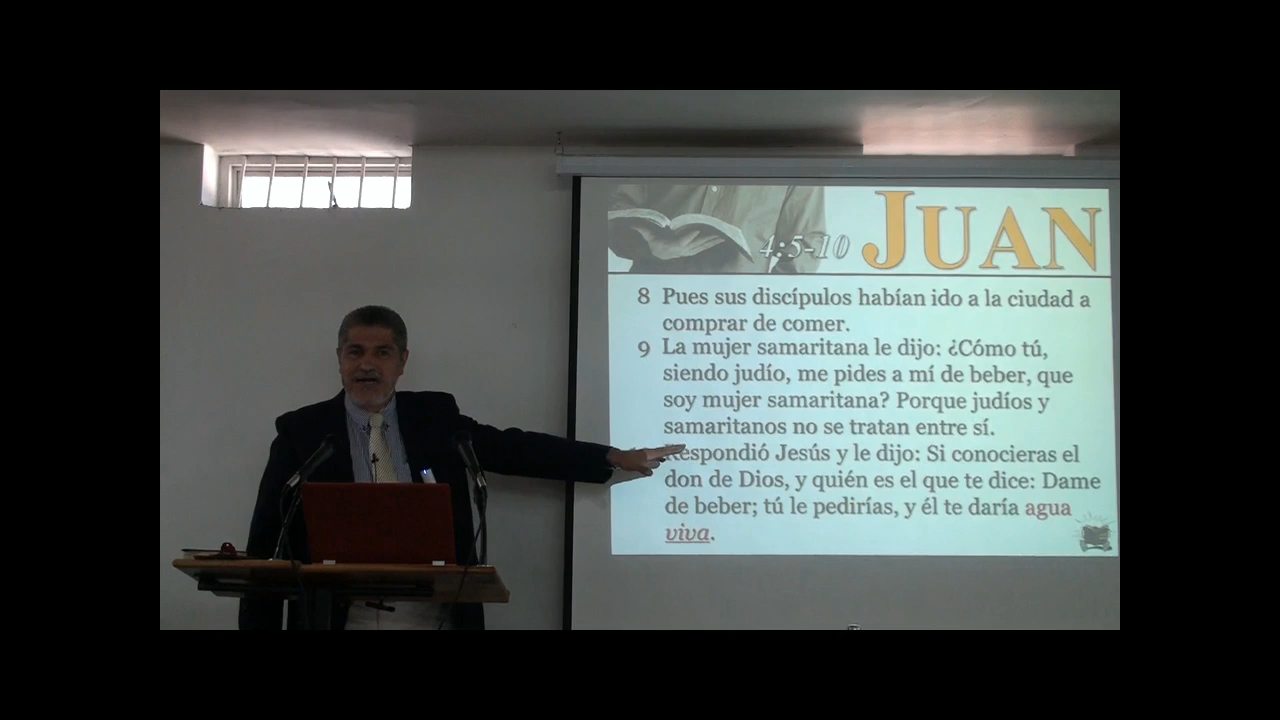 4:5-10 JUAN
8 Pues sus discípulos habían ido a la ciudad a
comprar de comer.
9 La mujer samaritana le dijo: ¿Cómo tú,
siendo judío, me pides a mí de beber, que
soy mujer samaritana? Porque judíos y
samaritanos no se tratan entre sí.
Respondió Jesús y le dijo: Si conocieras el
don de Dios, y quién es el que te dice: Dame
de beber; tú le pedirías, y él te daría agua
viva.